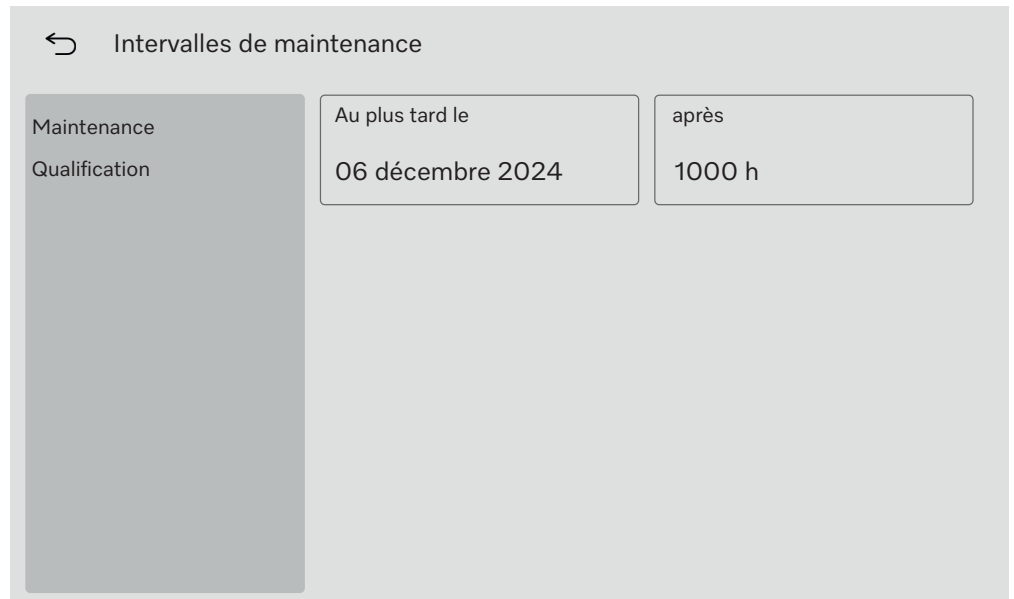 Intervalles de maintenance
Maintenance
Qualification
Au plus tard le
06 décembre 2024
après
1000 h